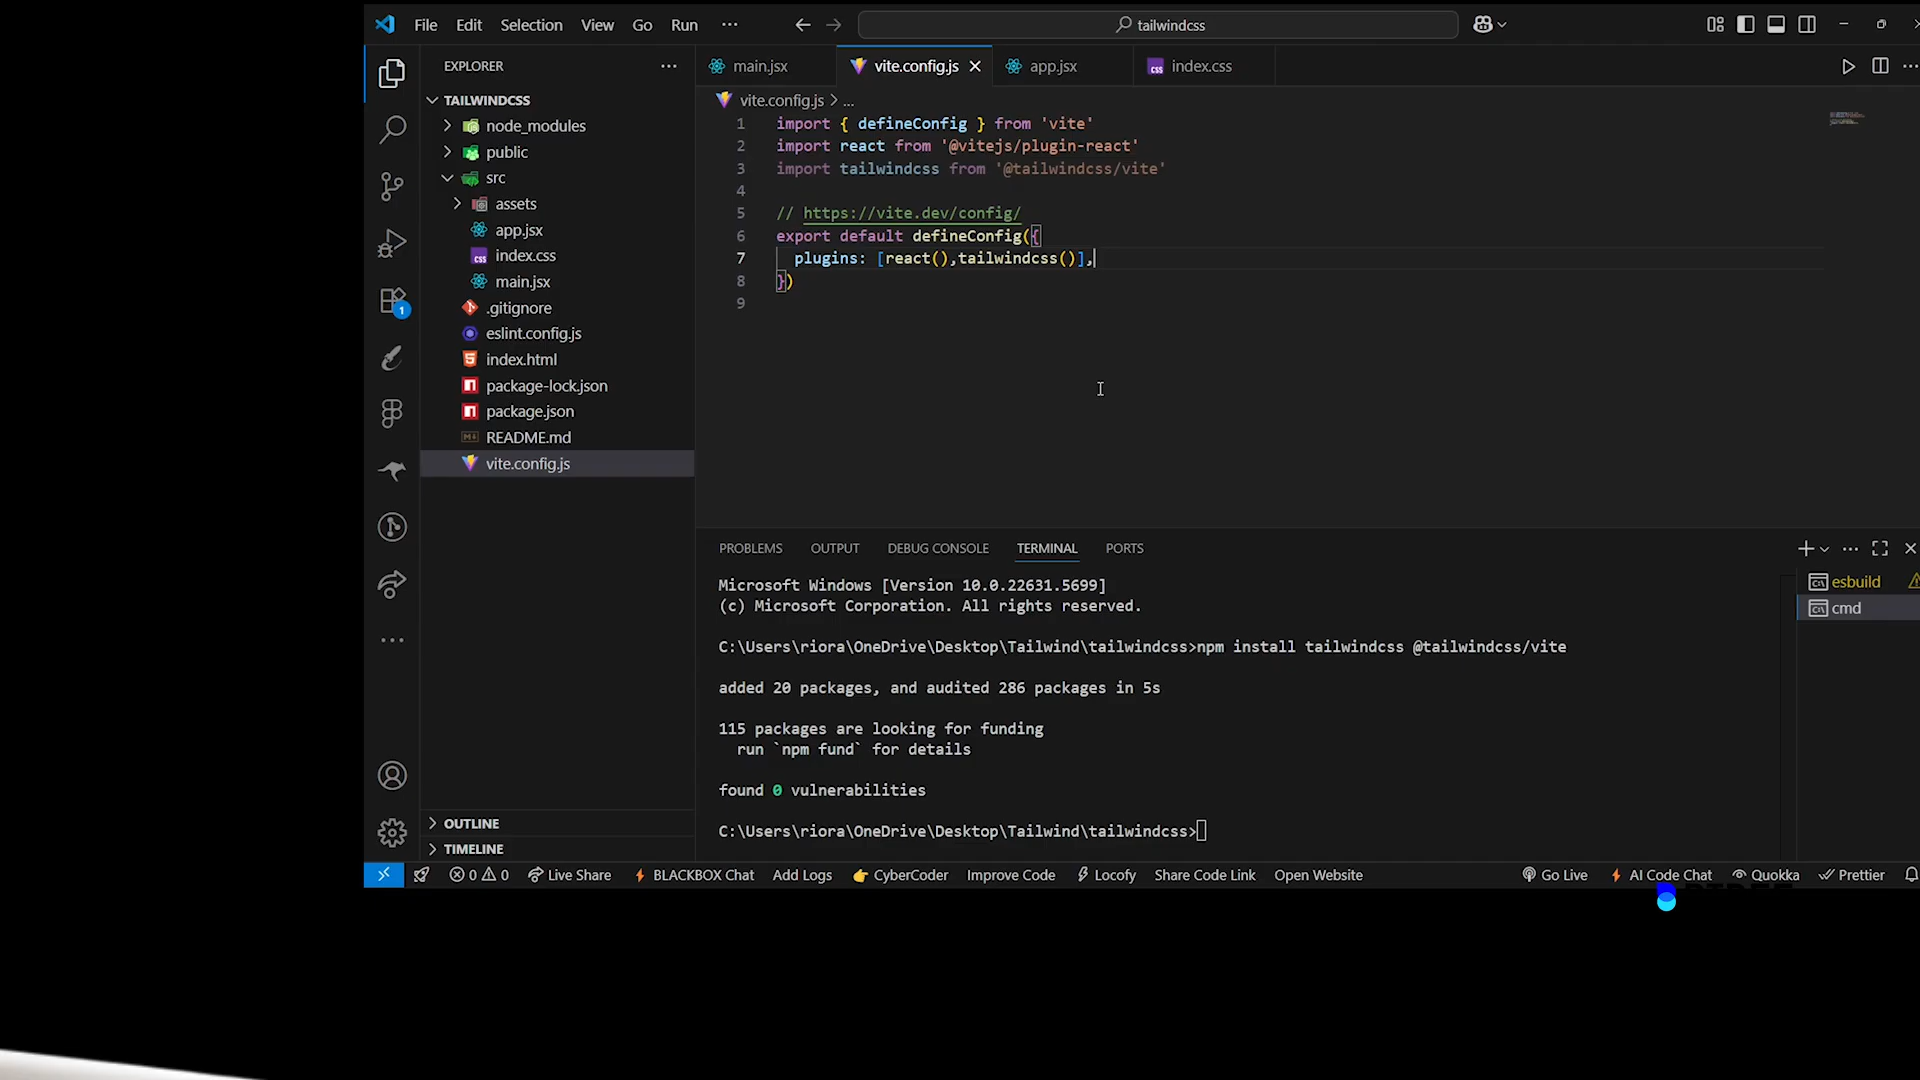 File Edit Selection View Go Run ··· tailwindcss
EXPLORER ···
TAILWINDCSS
node_modules
public
src
assets
app.jsx
index.css
main.jsx
.gitignore
eslint.config.js
index.html
package-lock.json
package.json
README.md
vite.config.js
OUTLINE
TIMELINE
1
main.jsx vite.config.js app.jsx index.css
vite.config.js > ...
1 import { defineConfig } from 'vite'
2 import react from '@vitejs/plugin-react'
3 import tailwindcss from '@tailwindcss/vite'
4
5 // https://vite.dev/config/
6 export default defineConfig({
7 plugins: [react(),tailwindcss()],
8 })
9
PROBLEMS OUTPUT DEBUG CONSOLE TERMINAL PORTS
Microsoft Windows [Version 10.0.22631.5699]
(c) Microsoft Corporation. All rights reserved.
C:\Users\riora\OneDrive\Desktop\Tailwind\tailwindcss>npm install tailwindcss @tailwindcss/vite
added 20 packages, and audited 286 packages in 5s
115 packages are looking for funding
run `npm fund` for details
found 0 vulnerabilities
C:\Users\riora\OneDrive\Desktop\Tailwind\tailwindcss>
esbuild
cmd
0 0 Live Share BLACKBOX Chat Add Logs CyberCoder Improve Code Locofy Share Code Link Open Website Go Live AI Code Chat Quokka Prettier